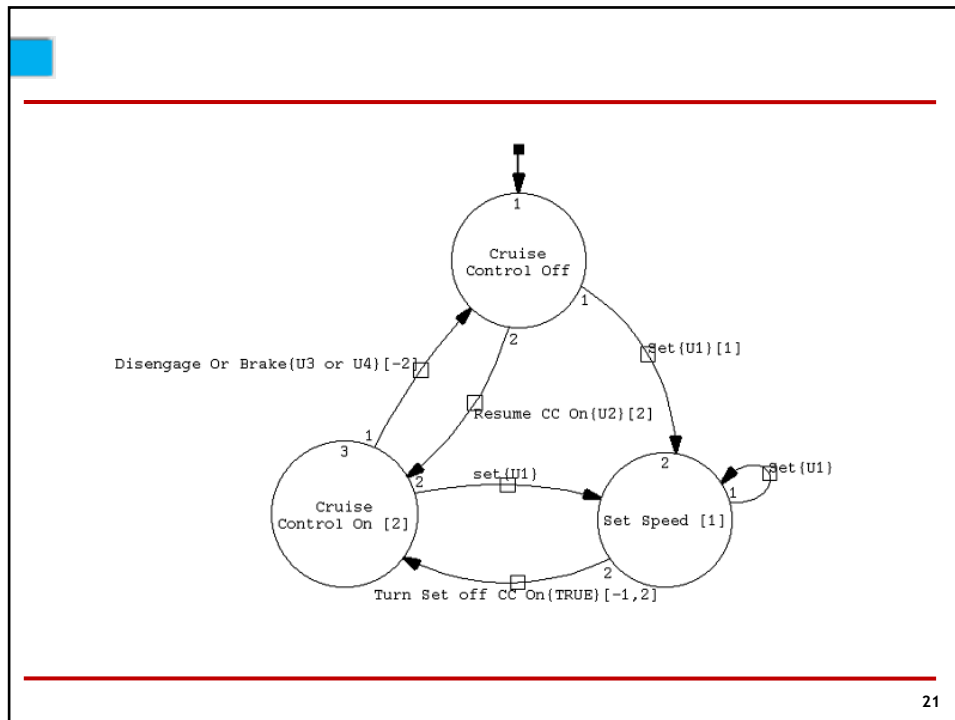 1
Cruise
Control Off
1
2
Set{U1}[1]
Disengage Or Brake{U3 or U4}[-2]
Resume CC On{U2}[2]
1
3
2
set{U1}
2
Set{U1}
1
Cruise
Control On [2]
Set Speed [1]
2
Turn Set off CC On{TRUE}[-1,2]
21